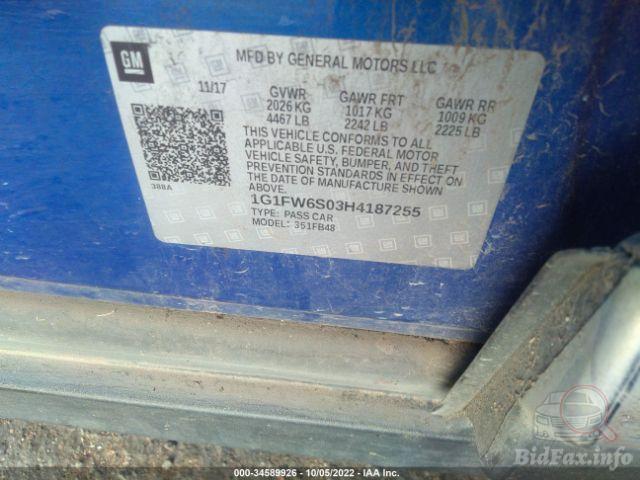 GM
MFD BY GENERAL MOTORS LLC
11/17
GVWR GAWR FRT GAWR RR
2026 KG 1017 KG 1009 KG
4467 LB 2242 LB 2225 LB
THIS VEHICLE CONFORMS TO ALL
APPLICABLE U.S. FEDERAL MOTOR
VEHICLE SAFETY, BUMPER, AND THEFT
PREVENTION STANDARDS IN EFFECT ON
THE DATE OF MANUFACTURE SHOWN
ABOVE.
388A
1G1FW6S03H4187255
TYPE: PASS CAR
MODEL: 351FB48
000-34589926 - 10/05/2022 - IAA Inc.
BidFax.info